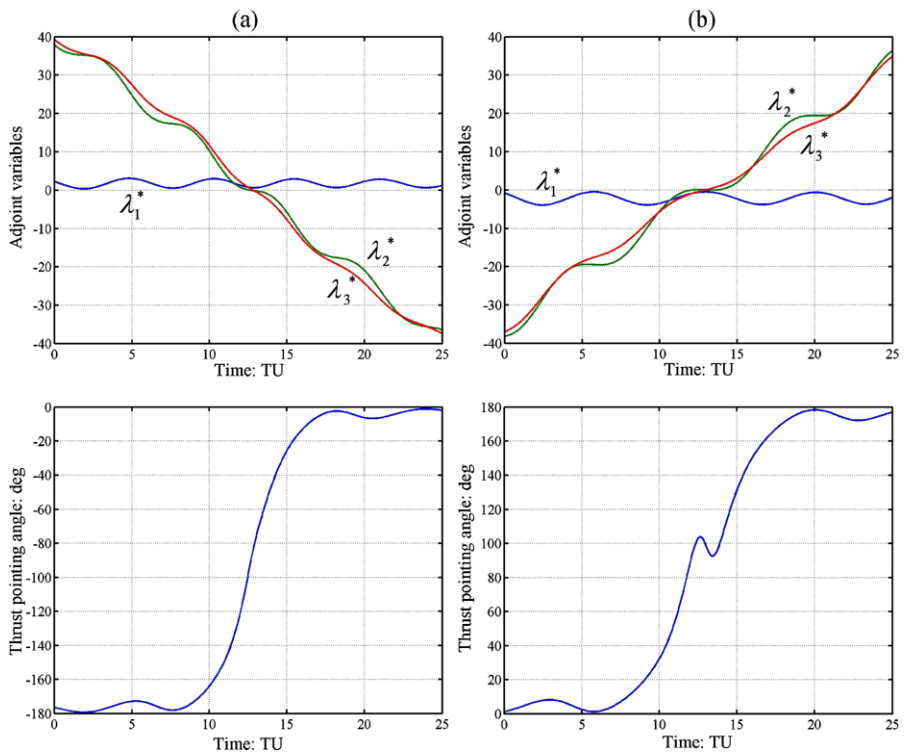 (a)
40
30
20
10
0
-10
-20
-30
-40
Adjoint variables
λ₁*
λ₂*
λ₃*
0 5 10 15 20 25
Time: TU
(b)
40
30
20
10
0
-10
-20
-30
-40
Adjoint variables
λ₂*
λ₃*
λ₁*
0 5 10 15 20 25
Time: TU
0
-20
-40
-60
-80
-100
-120
-140
-160
-180
Thrust pointing angle: deg
0 5 10 15 20 25
Time: TU
180
160
140
120
100
80
60
40
20
0
Thrust pointing angle: deg
0 5 10 15 20 25
Time: TU